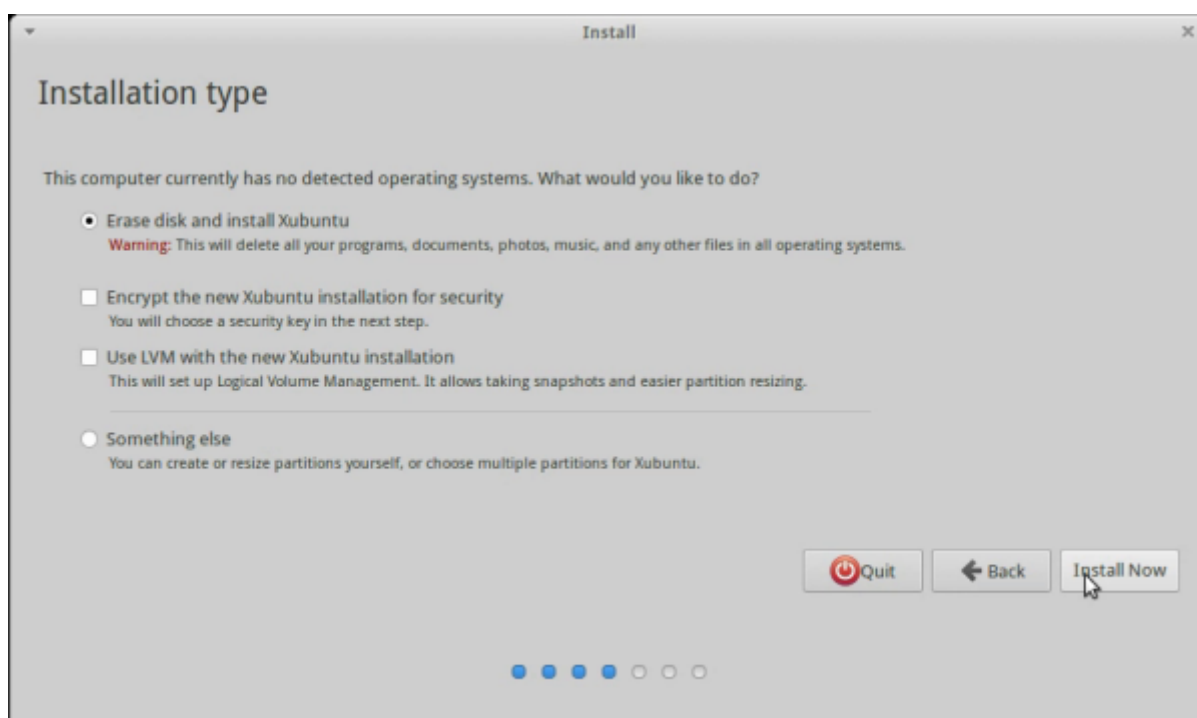 Install
Installation type
This computer currently has no detected operating systems. What would you like to do?
Erase disk and install Xubuntu
Warning: This will delete all your programs, documents, photos, music, and any other files in all operating systems.
Encrypt the new Xubuntu installation for security
You will choose a security key in the next step.
Use LVM with the new Xubuntu installation
This will set up Logical Volume Management. It allows taking snapshots and easier partition resizing.
Something else
You can create or resize partitions yourself, or choose multiple partitions for Xubuntu.
Quit Back Install Now